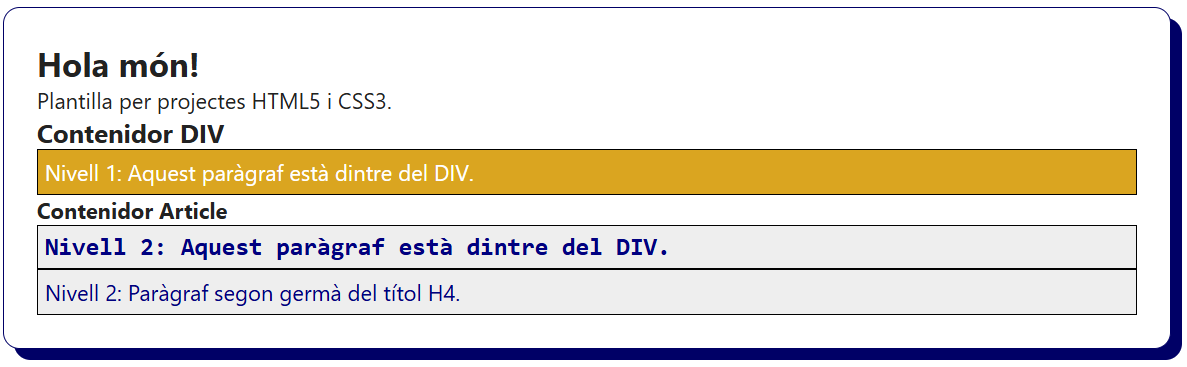 Hola món!
Plantilla per projectes HTML5 i CSS3.
Contenidor DIV
Nivell 1: Aquest paràgraf està dintre del DIV.
Contenidor Article
Nivell 2: Aquest paràgraf està dintre del DIV.
Nivell 2: Paràgraf segon germà del títol H4.